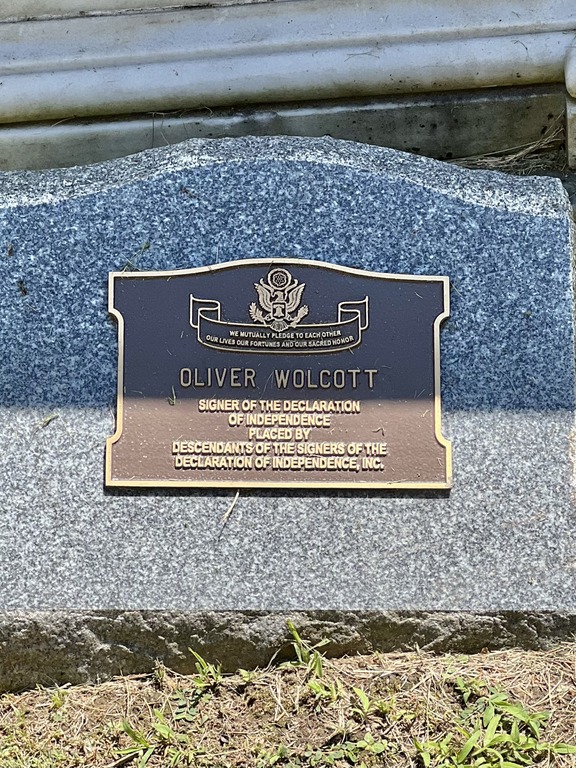 WE MUTUALLY PLEDGE TO EACH OTHER
OUR LIVES OUR FORTUNES AND OUR SACRED HONOR
OLIVER WOLCOTT
SIGNER OF THE DECLARATION
OF INDEPENDENCE
PLACED BY
DESCENDANTS OF THE SIGNERS OF THE
DECLARATION OF INDEPENDENCE, INC.